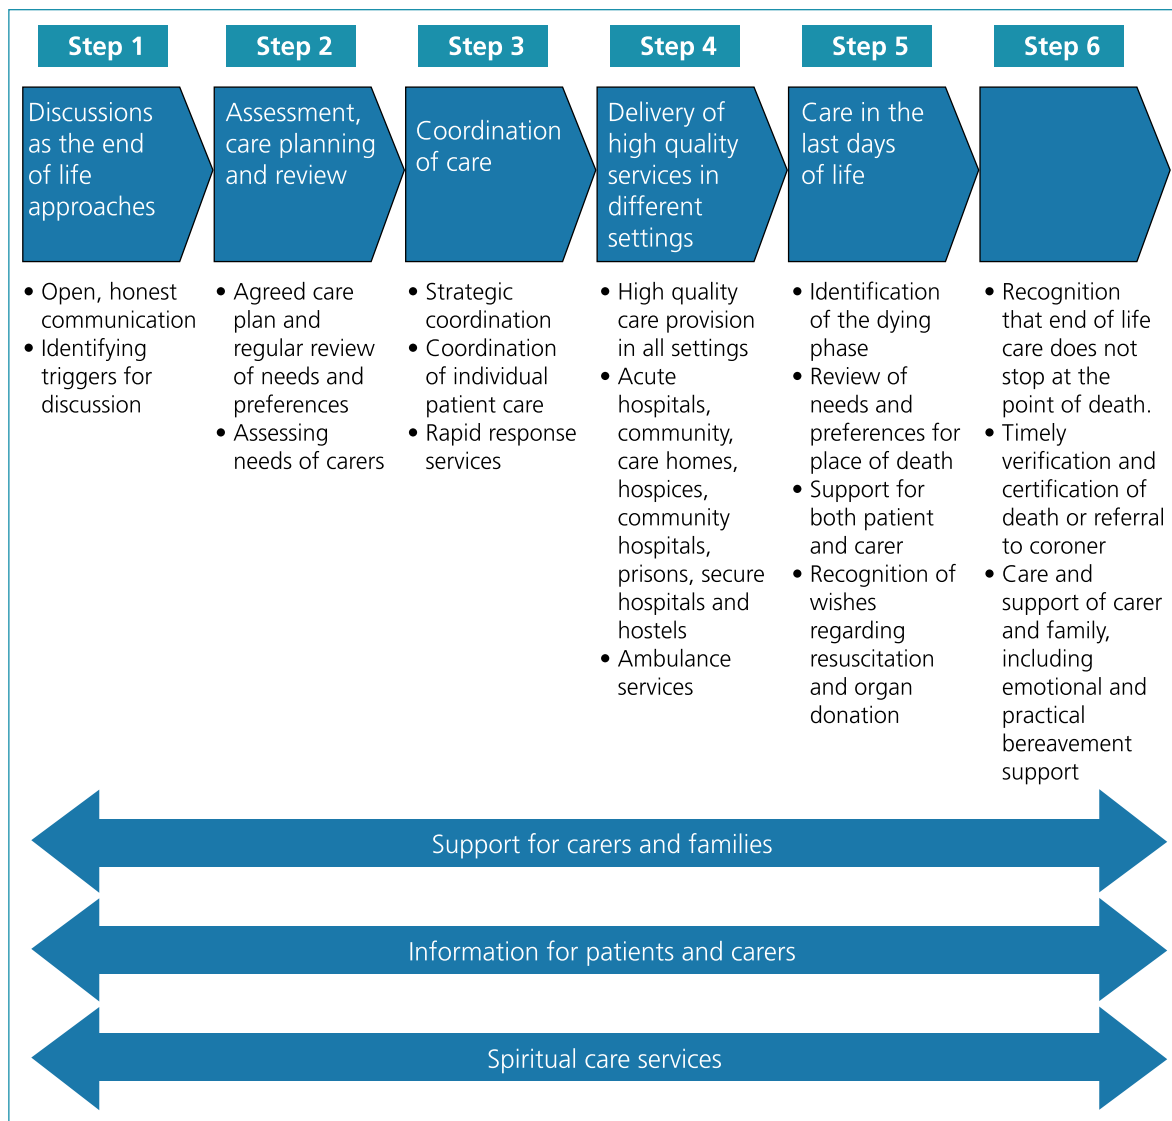 Step 1
Discussions
as the end
of life
approaches
• Open, honest
communication
• Identifying
triggers for
discussion
Step 2
Assessment,
care planning
and review
• Agreed care
plan and
regular review
of needs and
preferences
• Assessing
needs of carers
Step 3
Coordination
of care
• Strategic
coordination
• Coordination
of individual
patient care
• Rapid response
services
Step 4
Delivery of
high quality
services in
different
settings
• High quality
care provision
in all settings
• Acute
hospitals,
community,
care homes,
hospices,
community
hospitals,
prisons, secure
hospitals and
hostels
• Ambulance
services
Step 5
Care in the
last days
of life
• Identification
of the dying
phase
• Review of
needs and
preferences for
place of death
• Support for
both patient
and carer
• Recognition of
wishes
regarding
resuscitation
and organ
donation
Step 6
• Recognition
that end of life
care does not
stop at the
point of death.
• Timely
verification and
certification of
death or referral
to coroner
• Care and
support of carer
and family,
including
emotional and
practical
bereavement
support
Support for carers and families
Information for patients and carers
Spiritual care services